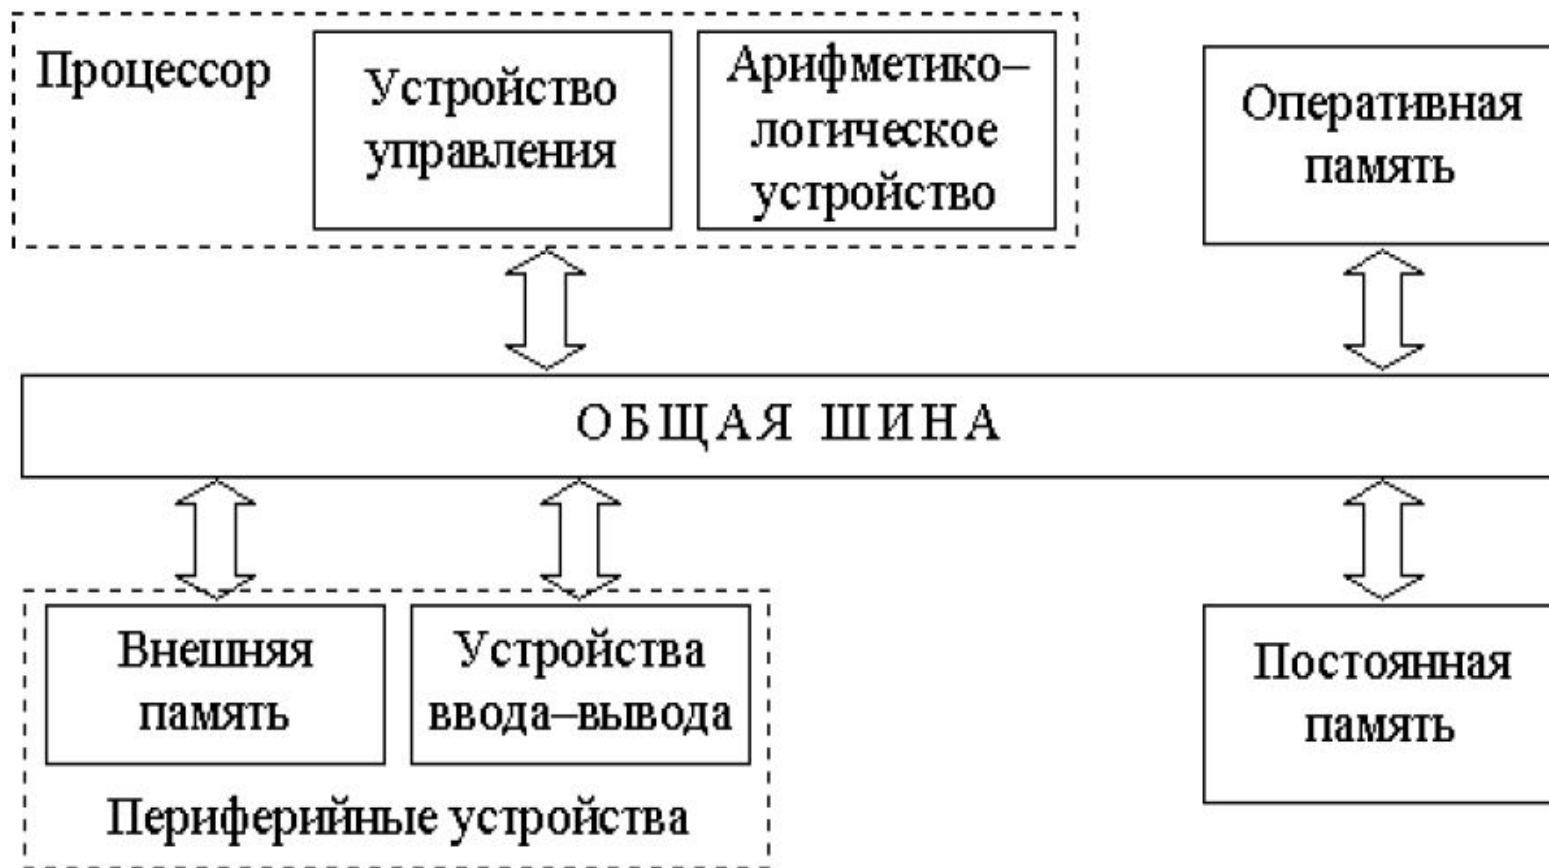 Процессор
Устройство
управления
Арифметико–
логическое
устройство
Оперативная
память
ОБЩАЯ ШИНА
Внешняя
память
Устройства
ввода–вывода
Периферийные устройства
Постоянная
память